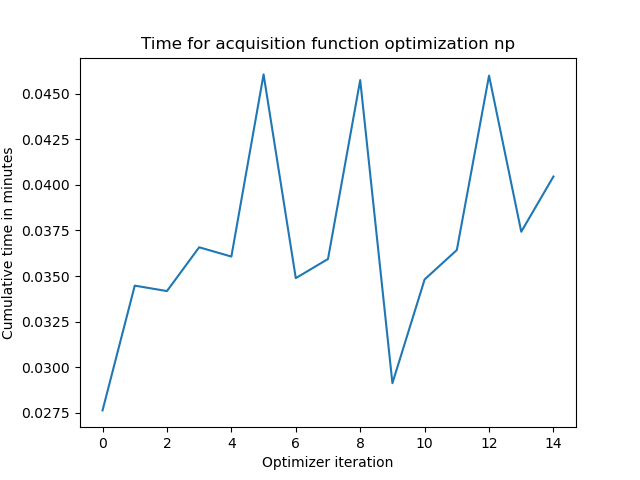 Time for acquisition function optimization np
Cumulative time in minutes
0.0450
0.0425
0.0400
0.0375
0.0350
0.0325
0.0300
0.0275
0 2 4 6 8 10 12 14
Optimizer iteration